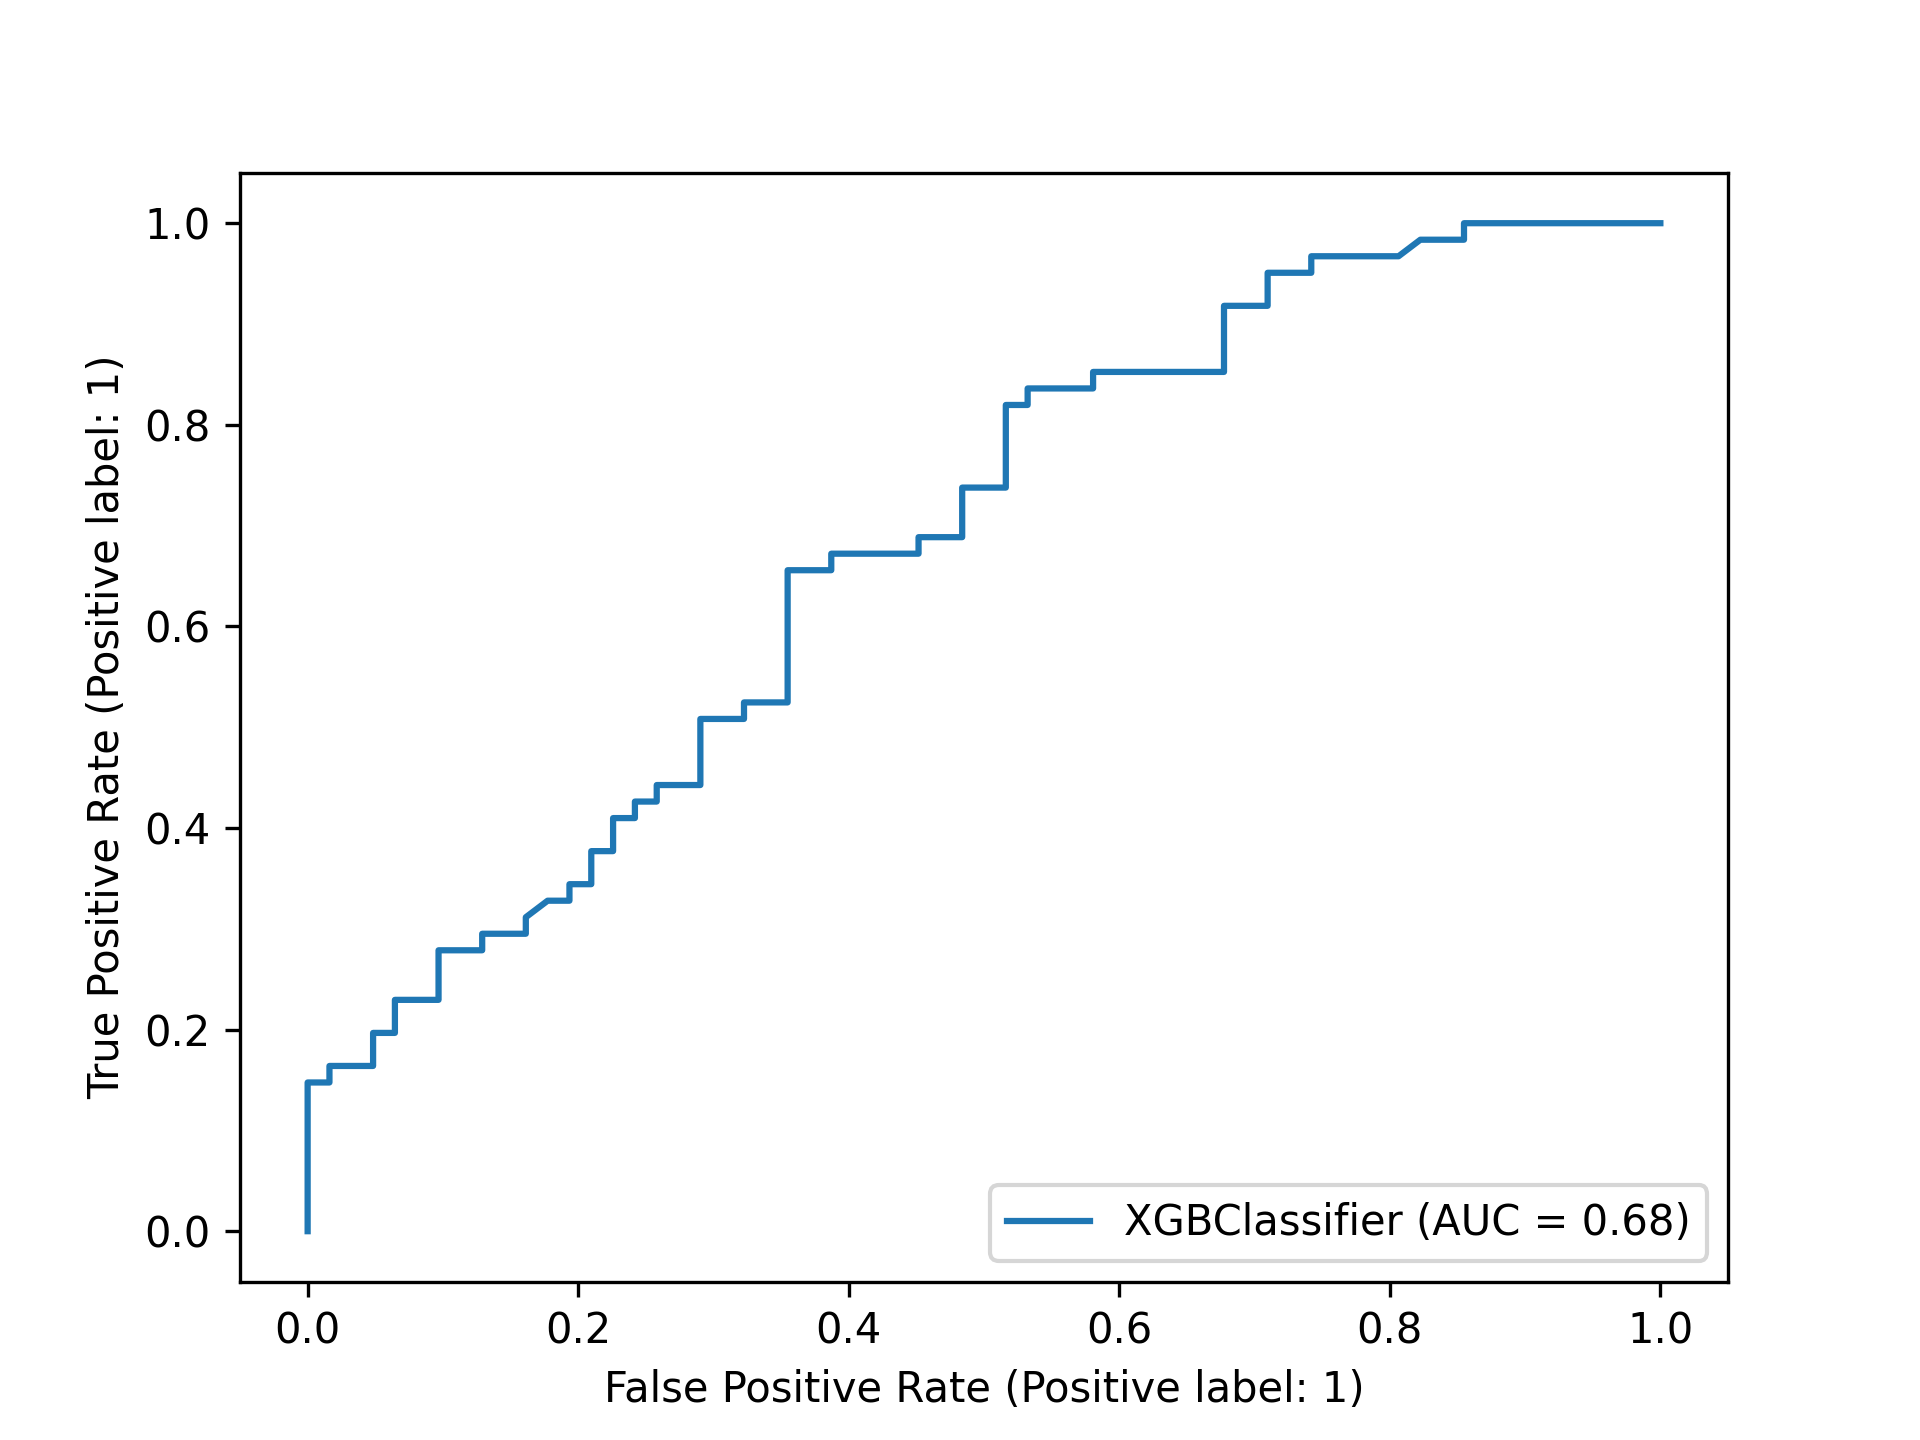 1.0
0.8
0.6
0.4
0.2
0.0
True Positive Rate (Positive label: 1)
XGBClassifier (AUC = 0.68)
0.0 0.2 0.4 0.6 0.8 1.0
False Positive Rate (Positive label: 1)